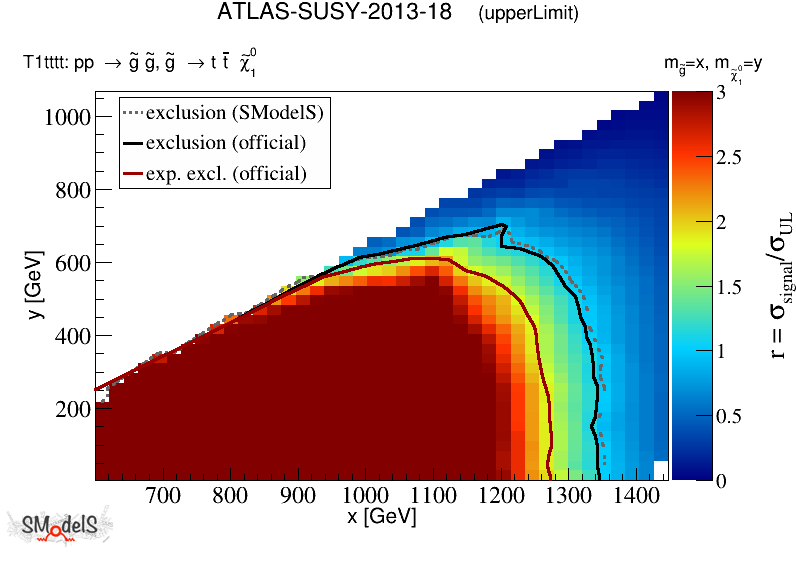 ATLAS-SUSY-2013-18 (upperLimit)
T1tttt: pp → g̃ g̃, g̃ → t t̄ χ̃₁⁰
m_g̃=x, m_χ̃₁⁰=y
exclusion (SModelS)
exclusion (official)
exp. excl. (official)
1000
800
600
400
200
y [GeV]
700 800 900 1000 1100 1200 1300 1400
x [GeV]
3
2.5
2
1.5
1
0.5
0
r = σ_signal/σ_UL
SModelS